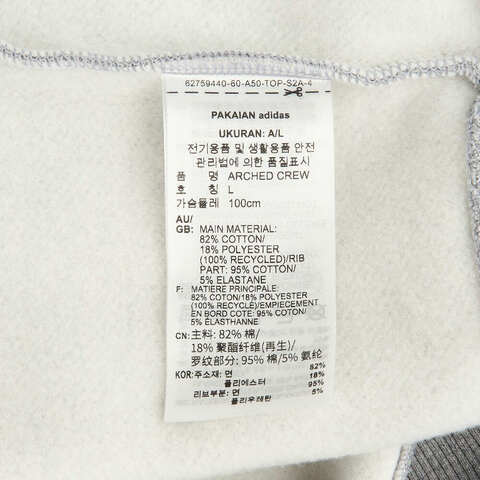 62759440-60-A50-TOP-S2A-4
PAKAIAN adidas
UKURAN: A/L
전기용품 및 생활용품 안전
관리법에 의한 품질표시
품 명 ARCHED CREW
호 칭 L
가슴둘레 100cm
AU/
GB: MAIN MATERIAL:
82% COTTON/
18% POLYESTER
(100% RECYCLED)/RIB
PART: 95% COTTON/
5% ELASTANE
F: MATIERE PRINCIPALE:
82% COTON/18% POLYESTER
(100% RECYCLÉ)/EMPIECEMENT
EN BORD COTE: 95% COTON/
5% ÉLASTHANNE
CN: 主料: 82% 棉/
18% 聚酯纤维(再生)/
罗纹部分: 95% 棉/5% 氨纶
KOR: 주소재: 면 82%
폴리에스터 18%
리브부분: 면 95%
폴리우레탄 5%